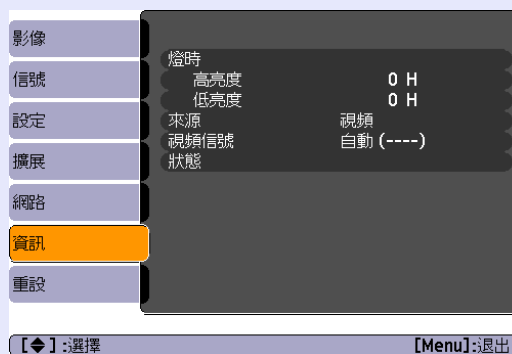 影像
信號
設定
擴展
網路
資訊
重設
燈時
高亮度 0 H
低亮度 0 H
來源 視頻
視頻信號 自動 (----)
狀態
[◆] :選擇 [Menu]:退出